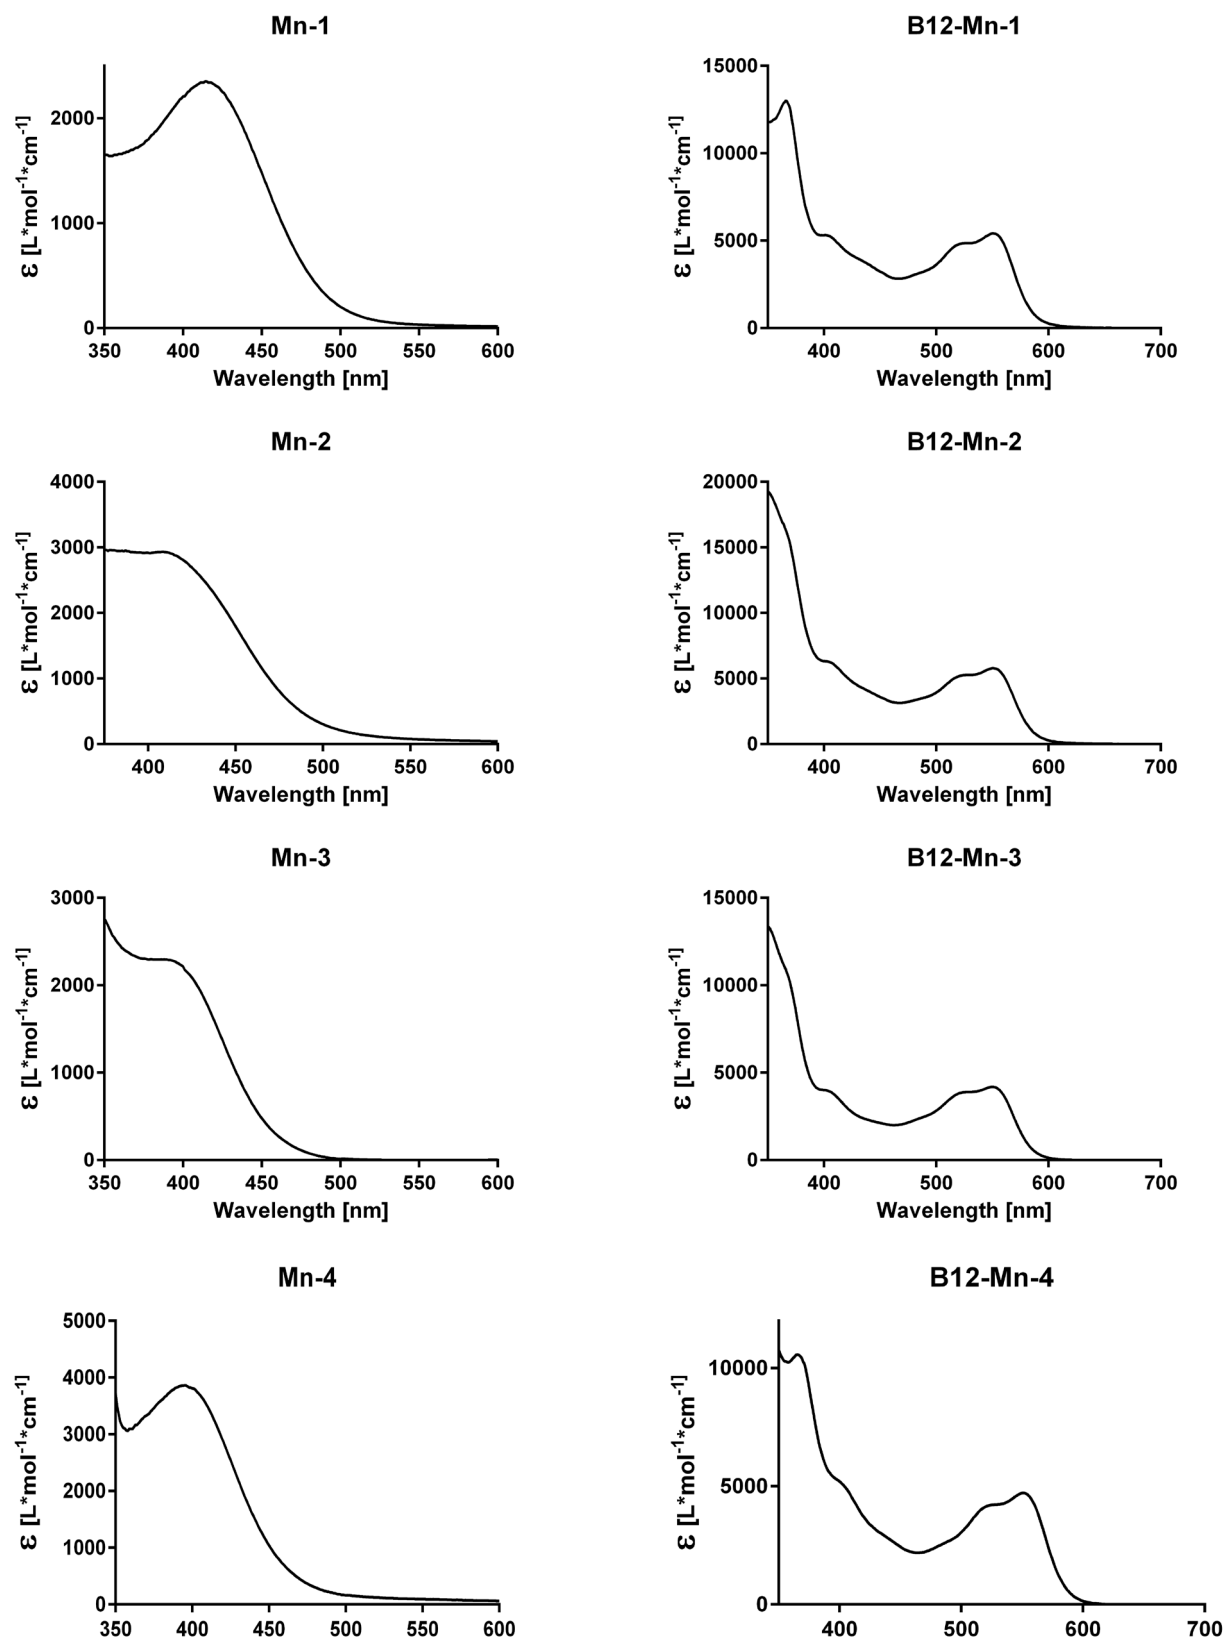 Mn-1
B12-Mn-1
2000
1000
0
ε [L*mol-1*cm-1]
350 400 450 500 550 600
Wavelength [nm]
15000
10000
5000
0
ε [L*mol-1*cm-1]
400 500 600 700
Wavelength [nm]
Mn-2
B12-Mn-2
4000
3000
2000
1000
0
ε [L*mol-1*cm-1]
400 450 500 550 600
Wavelength [nm]
20000
15000
10000
5000
0
ε [L*mol-1*cm-1]
400 500 600 700
Wavelength [nm]
Mn-3
B12-Mn-3
3000
2000
1000
0
ε [L*mol-1*cm-1]
350 400 450 500 550 600
Wavelength [nm]
15000
10000
5000
0
ε [L*mol-1*cm-1]
400 500 600 700
Wavelength [nm]
Mn-4
B12-Mn-4
5000
4000
3000
2000
1000
0
ε [L*mol-1*cm-1]
350 400 450 500 550 600
10000
5000
0
ε [L*mol-1*cm-1]
400 500 600 700